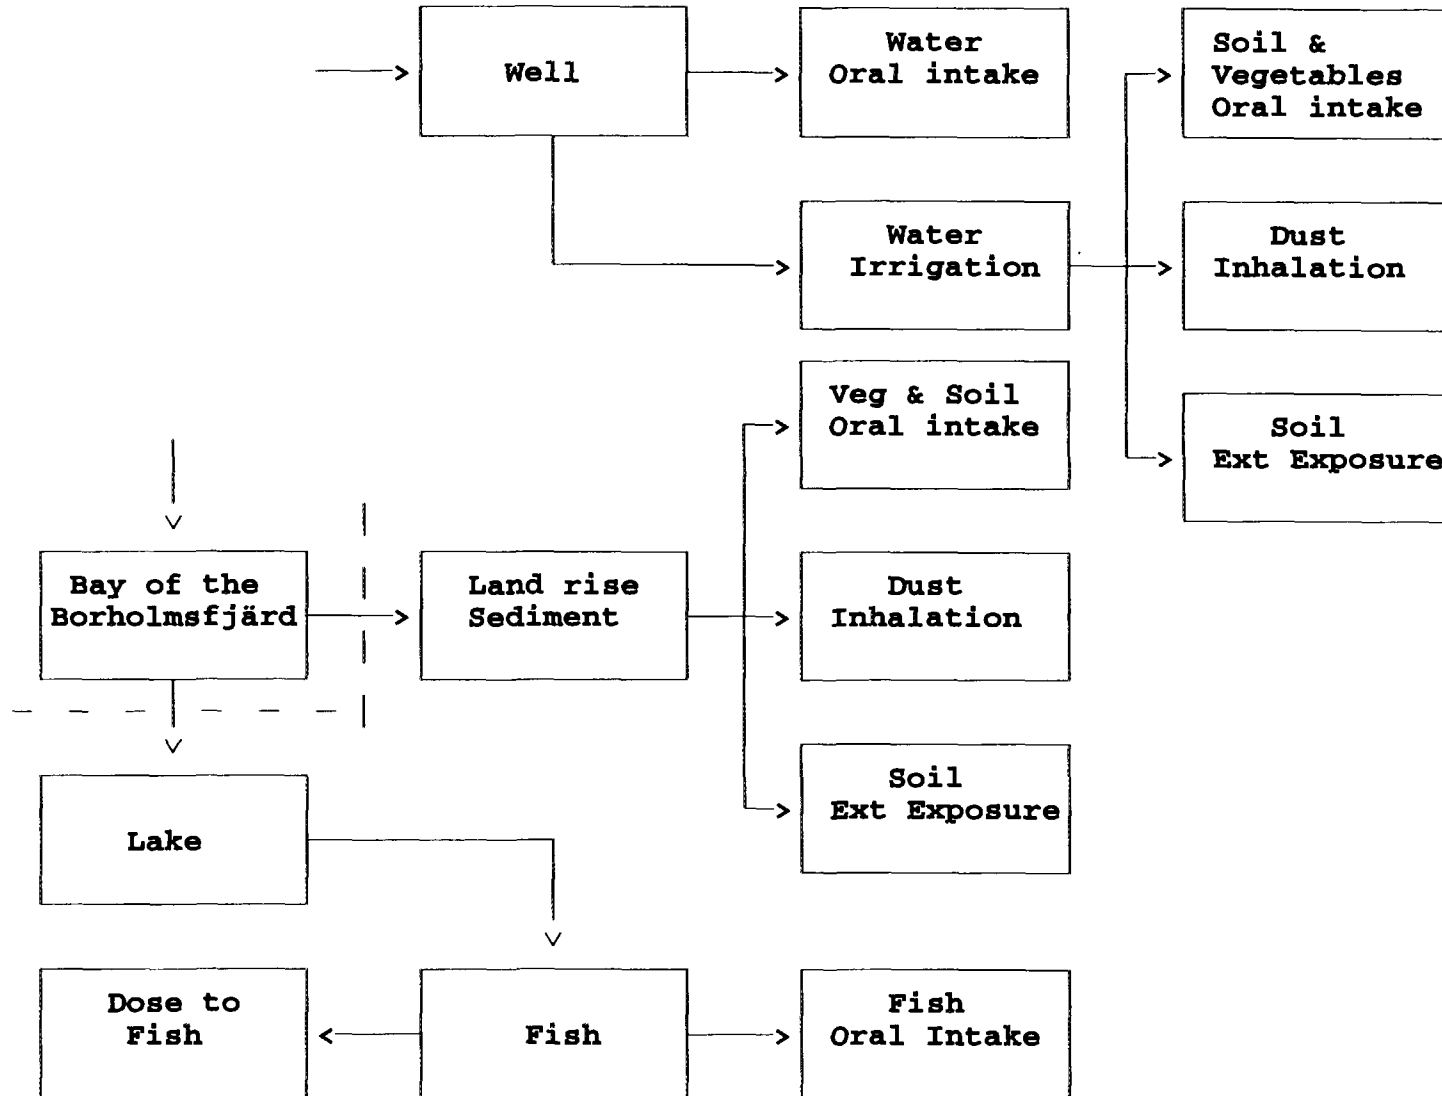 Well
Water
Oral intake
Soil &
Vegetables
Oral intake
Water
Irrigation
Dust
Inhalation
Veg & Soil
Oral intake
Soil
Ext Exposure
Bay of the
Borholmsfjärd
Land rise
Sediment
Dust
Inhalation
Soil
Ext Exposure
Lake
Dose to
Fish
Fish
Fish
Oral Intake